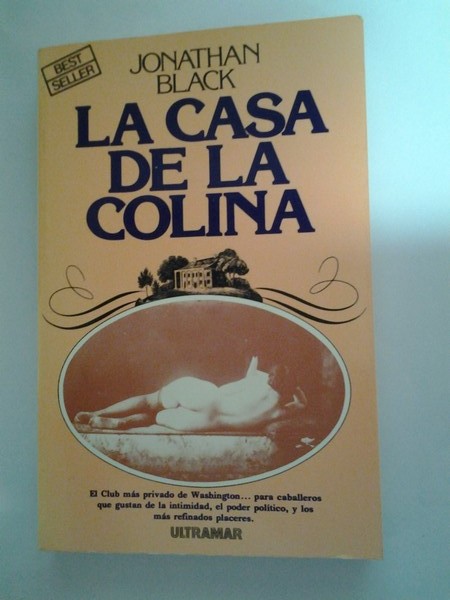 BEST
SELLER
JONATHAN
BLACK
LA CASA
DE LA
COLINA
El Club más privado de Washington... para caballeros
que gustan de la intimidad, el poder político, y los
más refinados placeres.
ULTRAMAR